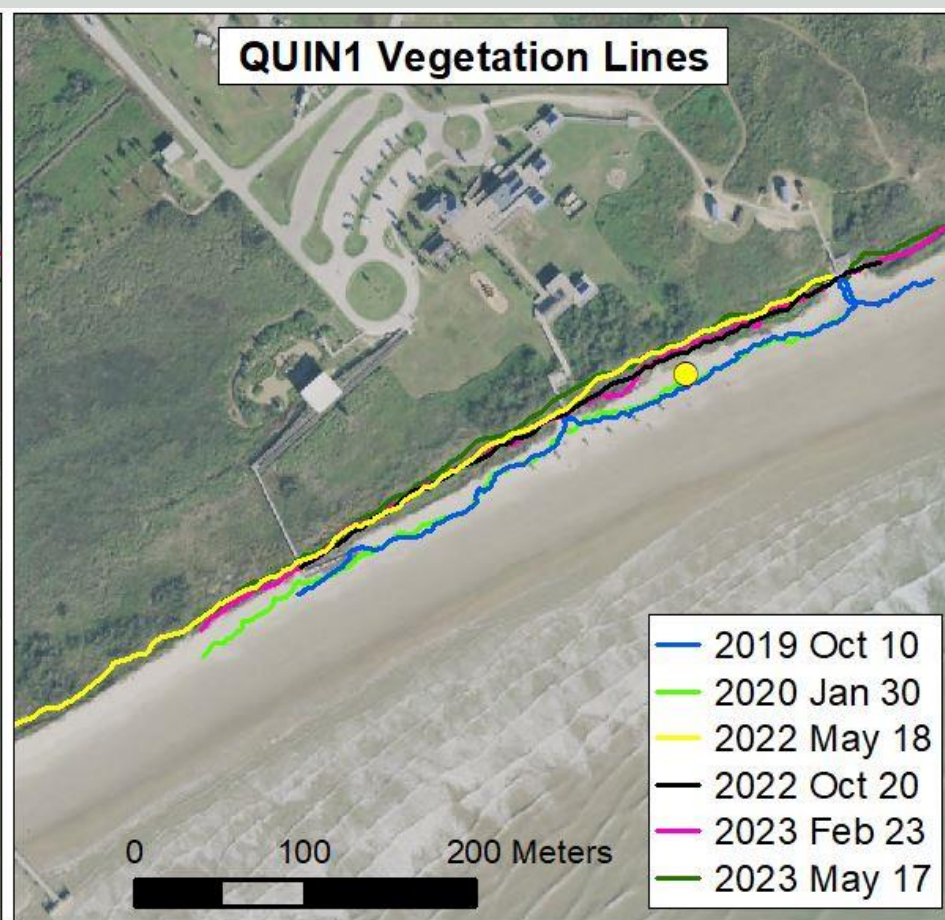 QUIN1 Vegetation Lines
2019 Oct 10
2020 Jan 30
2022 May 18
2022 Oct 20
2023 Feb 23
2023 May 17
0 100 200 Meters